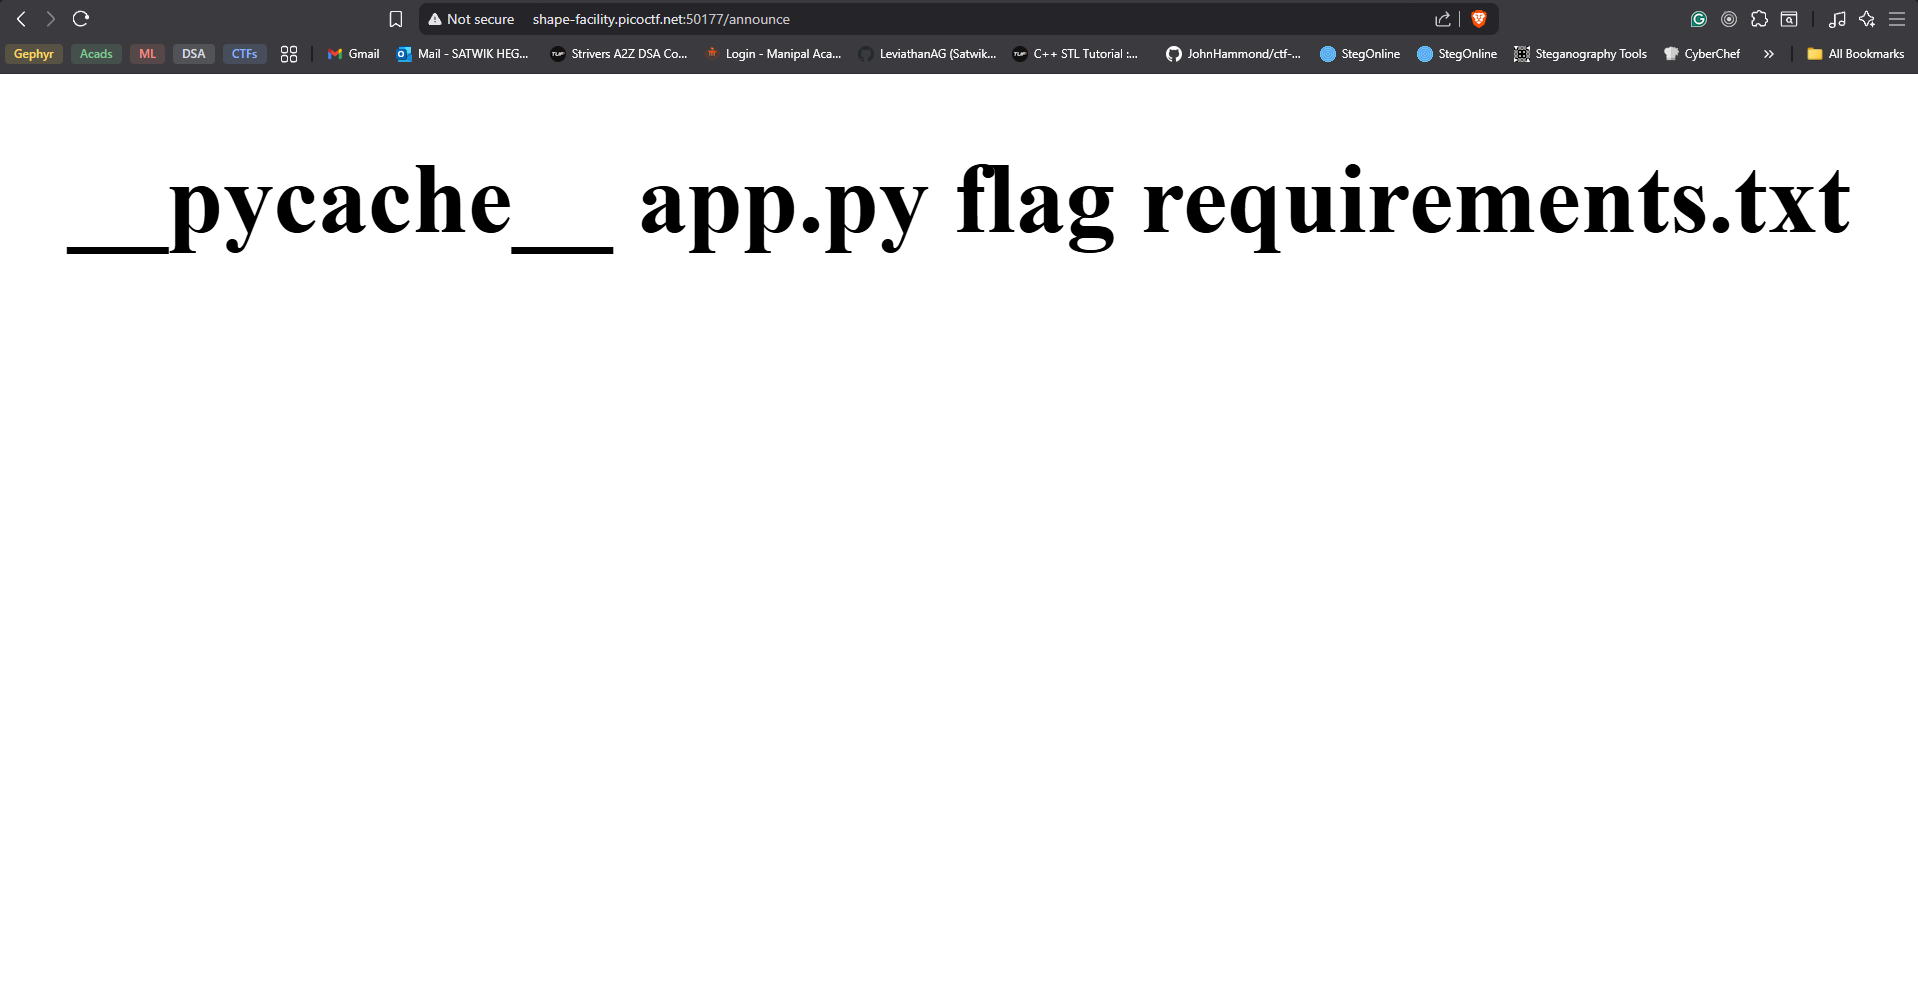 Not secure shape-facility.picoctf.net:50177/announce
Gephyr Acads ML DSA CTFs Gmail Mail - SATWIK HEG... Strivers A2Z DSA Co... Login - Manipal Aca... LeviathanAG (Satwik... C++ STL Tutorial :... JohnHammond/ctf-... StegOnline StegOnline Steganography Tools CyberChef » All Bookmarks
__pycache__ app.py flag requirements.txt